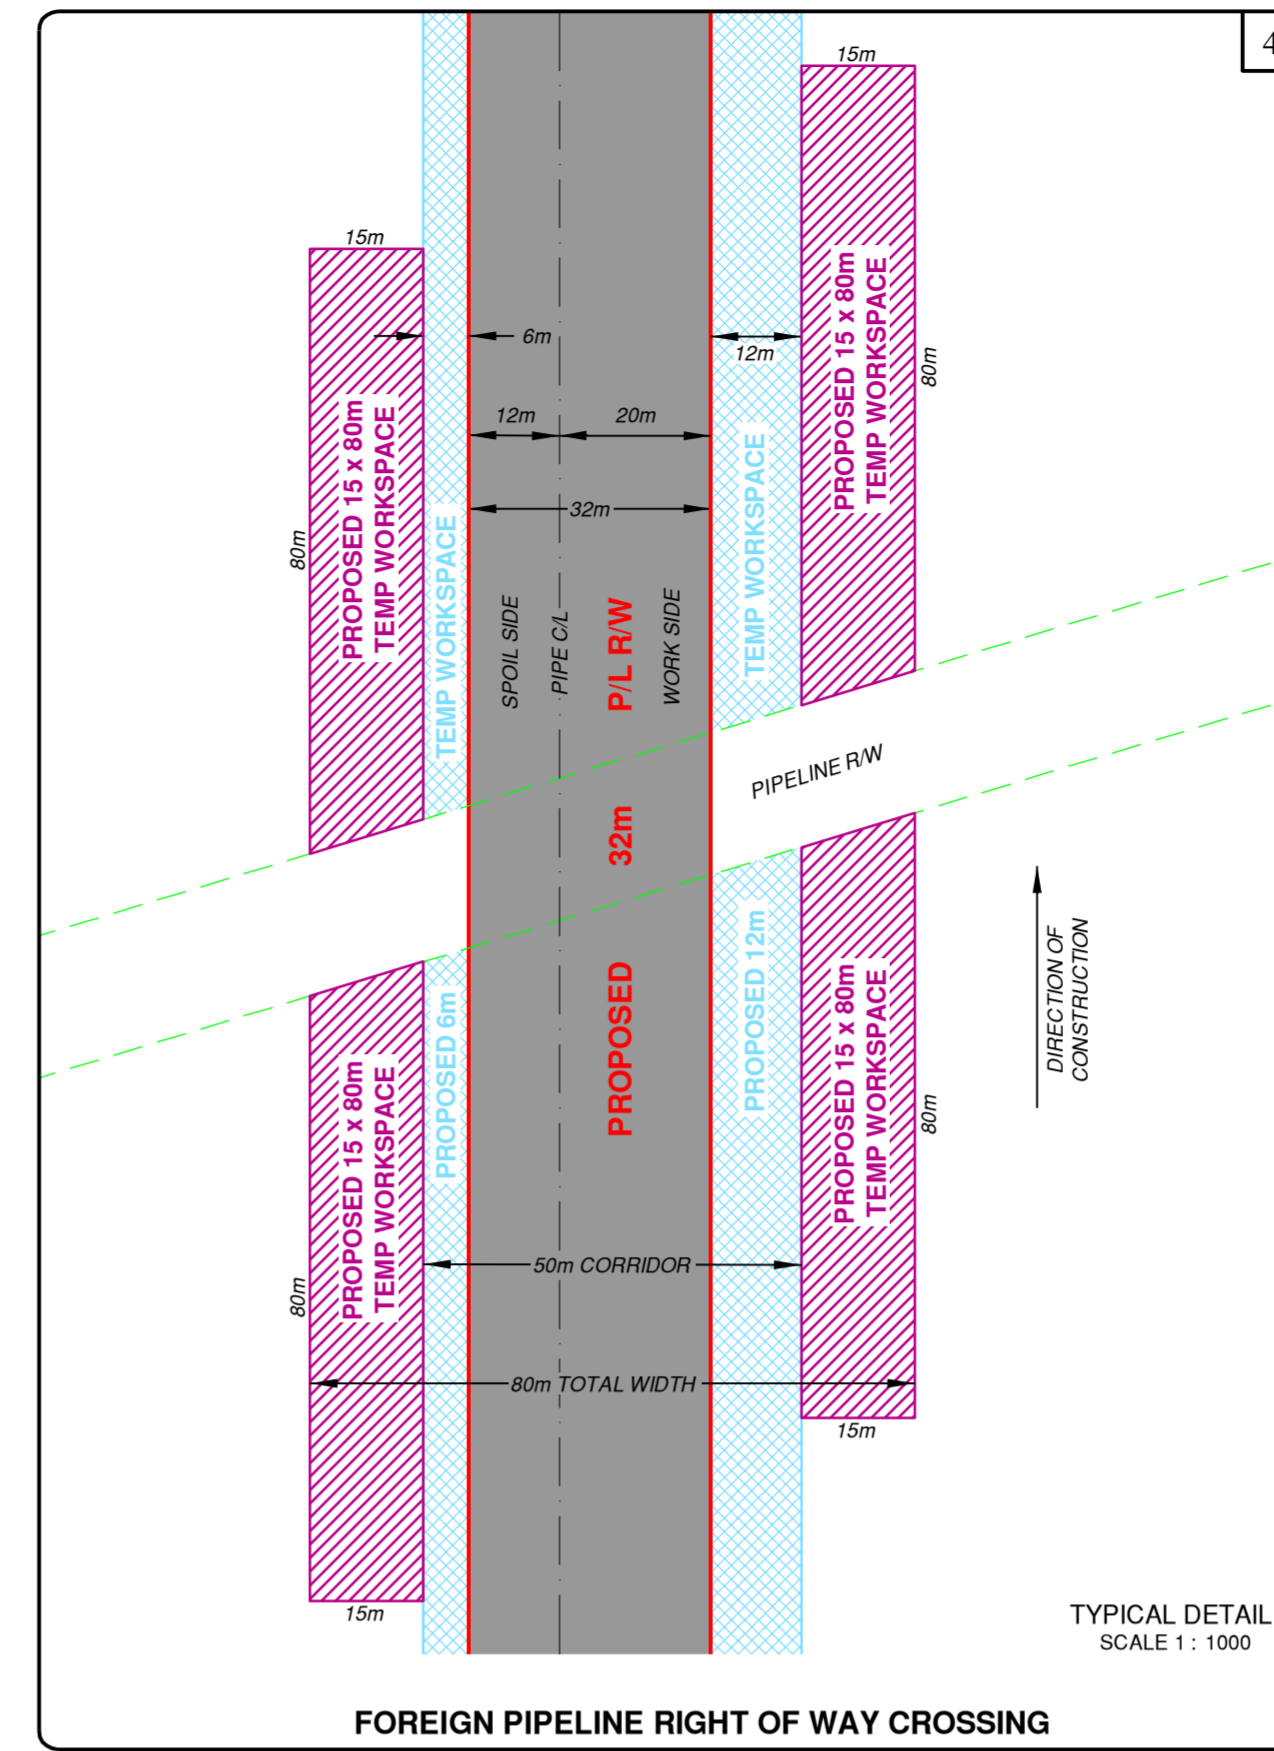 4
15m
15m
6m
12m
12m
20m
32m
80m
80m
PROPOSED 15 x 80m
TEMP WORKSPACE
PROPOSED 15 x 80m
TEMP WORKSPACE
TEMP WORKSPACE
TEMP WORKSPACE
SPOIL SIDE
PIPE C/L
P/L R/W
WORK SIDE
PIPELINE R/W
32m
PROPOSED
PROPOSED 6m
PROPOSED 12m
PROPOSED 15 x 80m
TEMP WORKSPACE
PROPOSED 15 x 80m
TEMP WORKSPACE
80m
80m
DIRECTION OF
CONSTRUCTION
50m CORRIDOR
80m TOTAL WIDTH
15m
15m
TYPICAL DETAIL
SCALE 1 : 1000
FOREIGN PIPELINE RIGHT OF WAY CROSSING